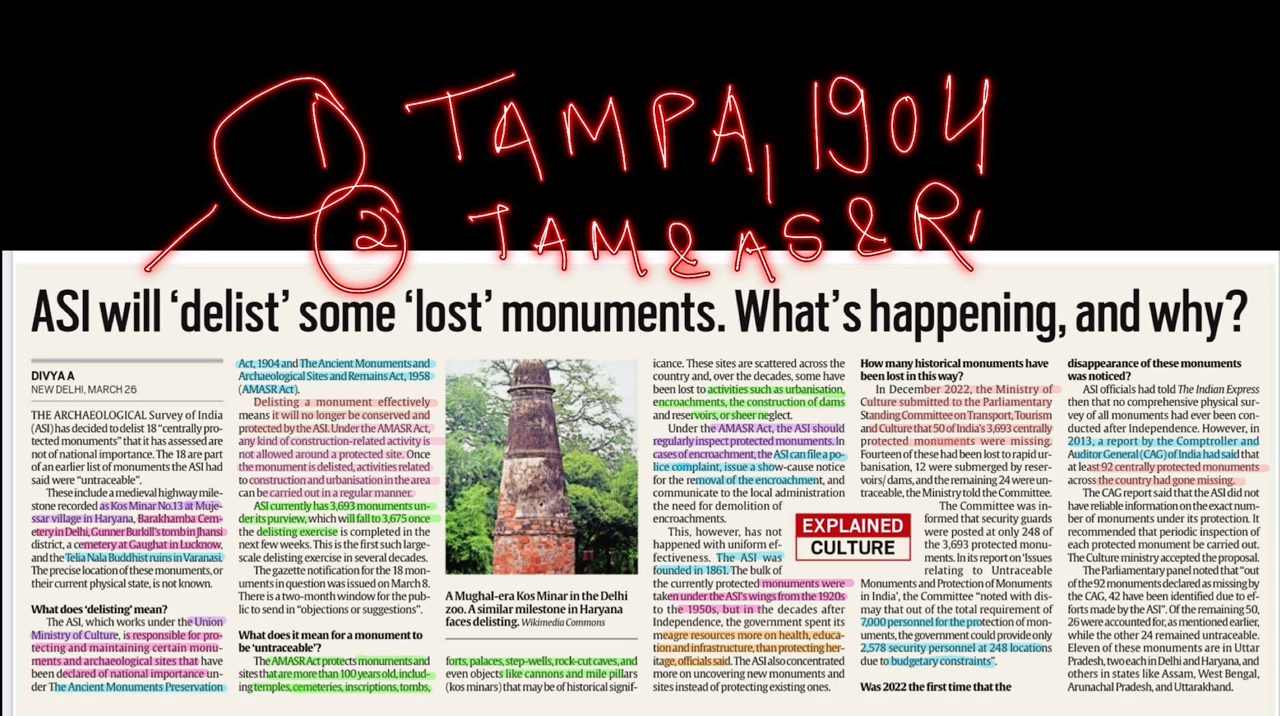 1 TAMPA, 1904
2 TAM & AS & R,
ASI will ‘delist’ some ‘lost’ monuments. What’s happening, and why?
DIVYA A
NEW DELHI, MARCH 26
THE ARCHAEOLOGICAL Survey of India
(ASI) has decided to delist 18 “centrally pro-
tected monuments” that it has assessed are
not of national importance. The 18 are part
of an earlier list of monuments the ASI had
said were “untraceable”.
These include a medieval highway mile-
stone recorded as Kos Minar No.13 at Muje-
ssar village in Haryana, Barakhamba Cem-
etery in Delhi, Gunner Burkill’s tomb in Jhansi
district, a cemetery at Gaughat in Lucknow,
and the Telia Nala Buddhist ruins in Varanasi.
The precise location of these monuments, or
their current physical state, is not known.
What does ‘delisting’ mean?
The ASI, which works under the Union
Ministry of Culture, is responsible for pro-
tecting and maintaining certain monu-
ments and archaeological sites that have
been declared of national importance un-
der The Ancient Monuments Preservation
Act, 1904 and The Ancient Monuments and
Archaeological Sites and Remains Act, 1958
(AMASR Act).
Delisting a monument effectively
means it will no longer be conserved and
protected by the ASI. Under the AMASR Act,
any kind of construction-related activity is
not allowed around a protected site. Once
the monument is delisted, activities related
to construction and urbanisation in the area
can be carried out in a regular manner.
ASI currently has 3,693 monuments un-
der its purview, which will fall to 3,675 once
the delisting exercise is completed in the
next few weeks. This is the first such large-
scale delisting exercise in several decades.
The gazette notification for the 18 mon-
uments in question was issued on March 8.
There is a two-month window for the pub-
lic to send in “objections or suggestions”.
What does it mean for a monument to
be ‘untraceable’?
The AMASR Act protects monuments and
sites that are more than 100 years old, includ-
ing temples, cemeteries, inscriptions, tombs,
A Mughal-era Kos Minar in the Delhi
zoo. A similar milestone in Haryana
faces delisting. Wikimedia Commons
forts, palaces, step-wells, rock-cut caves, and
even objects like cannons and mile pillars
(kos minars) that may be of historical signif-
icance. These sites are scattered across the
country and, over the decades, some have
been lost to activities such as urbanisation,
encroachments, the construction of dams
and reservoirs, or sheer neglect.
Under the AMASR Act, the ASI should
regularly inspect protected monuments. In
cases of encroachment, the ASI can file a po-
lice complaint, issue a show-cause notice
for the removal of the encroachment, and
communicate to the local administration
the need for demolition of
encroachments.
This, however, has not
happened with uniform ef-
fectiveness. The ASI was
founded in 1861. The bulk of
the currently protected monuments were
taken under the ASI’s wings from the 1920s
to the 1950s, but in the decades after
Independence, the government spent its
meagre resources more on health, educa-
tion and infrastructure, than protecting her-
itage, officials said. The ASI also concentrated
more on uncovering new monuments and
sites instead of protecting existing ones.
EXPLAINED
CULTURE
How many historical monuments have
been lost in this way?
In December 2022, the Ministry of
Culture submitted to the Parliamentary
Standing Committee on Transport, Tourism
and Culture that 50 of India’s 3,693 centrally
protected monuments were missing.
Fourteen of these had been lost to rapid ur-
banisation, 12 were submerged by reser-
voirs/ dams, and the remaining 24 were un-
traceable, the Ministry told the Committee.
The Committee was in-
formed that security guards
were posted at only 248 of
the 3,693 protected monu-
ments. In its report on ‘Issues
relating to Untraceable
Monuments and Protection of Monuments
in India’, the Committee “noted with dis-
may that out of the total requirement of
7,000 personnel for the protection of mon-
uments, the government could provide only
2,578 security personnel at 248 locations
due to budgetary constraints”.
Was 2022 the first time that the
disappearance of these monuments
was noticed?
ASI officials had told The Indian Express
then that no comprehensive physical sur-
vey of all monuments had ever been con-
ducted after Independence. However, in
2013, a report by the Comptroller and
Auditor General (CAG) of India had said that
at least 92 centrally protected monuments
across the country had gone missing.
The CAG report said that the ASI did not
have reliable information on the exact num-
ber of monuments under its protection. It
recommended that periodic inspection of
each protected monument be carried out.
The Culture ministry accepted the proposal.
The Parliamentary panel noted that “out
of the 92 monuments declared as missing by
the CAG, 42 have been identified due to ef-
forts made by the ASI”. Of the remaining 50,
26 were accounted for, as mentioned earlier,
while the other 24 remained untraceable.
Eleven of these monuments are in Uttar
Pradesh, two each in Delhi and Haryana, and
others in states like Assam, West Bengal,
Arunachal Pradesh, and Uttarakhand.